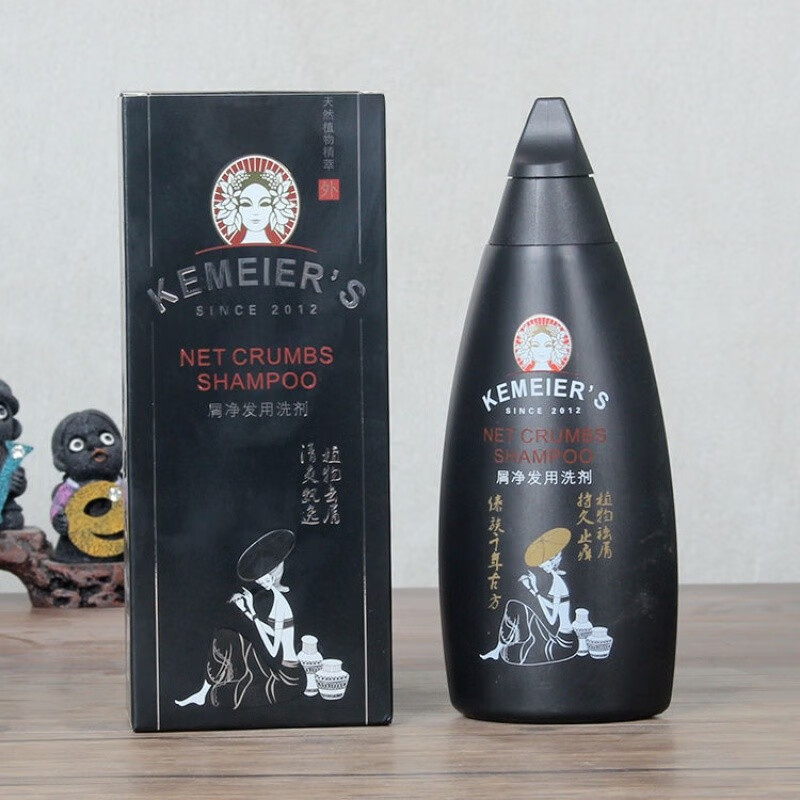 天然植物精萃
外
KEMEIER'S
SINCE 2012
NET CRUMBS
SHAMPOO
屑净发用洗剂
植物去屑
清爽飘逸
KEMEIER'S
SINCE 2012
NET CRUMBS
SHAMPOO
屑净发用洗剂
植物祛屑
持久止痒
傣族千年古方